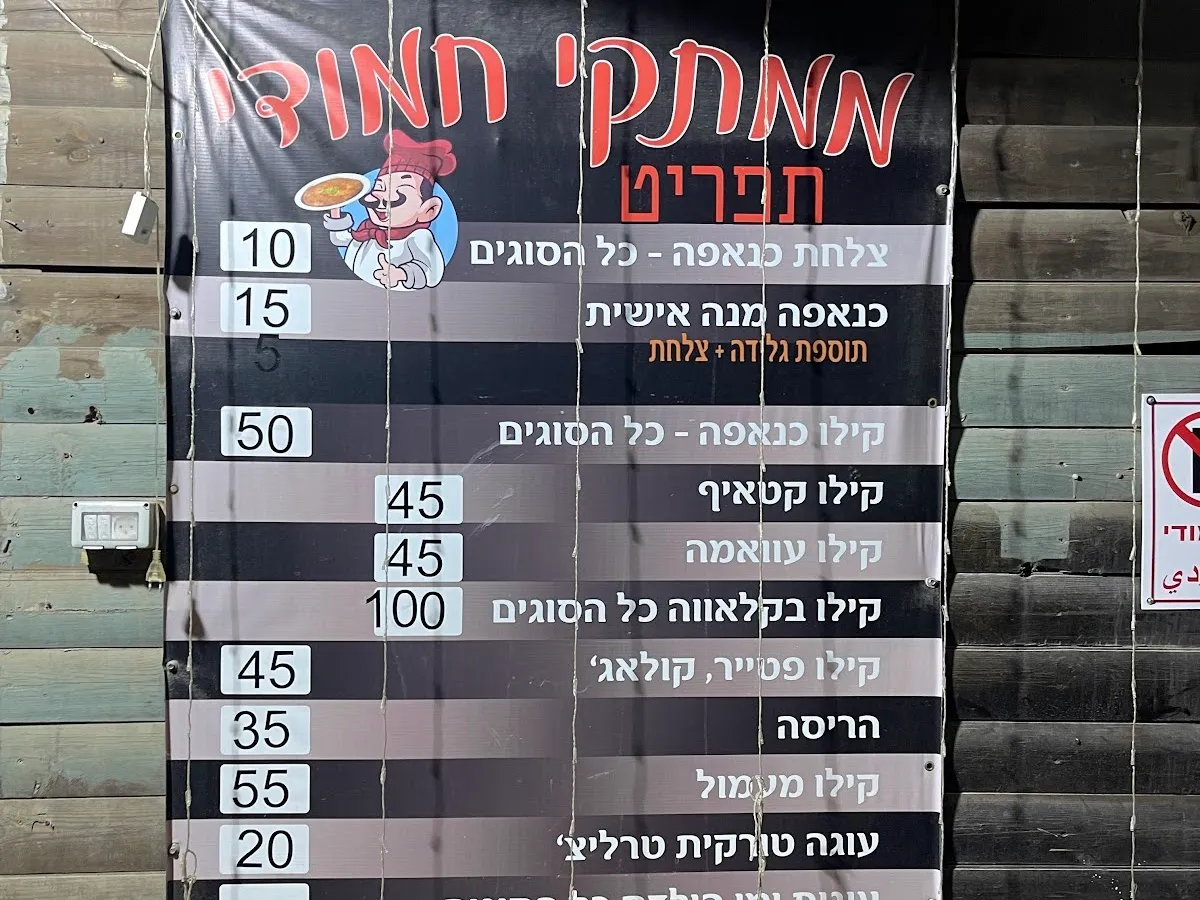 ממתקי חמודי
תפריט
צלחת כנאפה - כל הסוגים 10
כנאפה מנה אישית 15
תוספת גלידה + צלחת 5
קילו כנאפה - כל הסוגים 50
קילו קטאיף 45
קילו עוואמה 45
קילו בקלאווה כל הסוגים 100
קילו פטייר, קולאג' 45
הריסה 35
קילו מעמול 55
עוגה טורקית טרליצ' 20